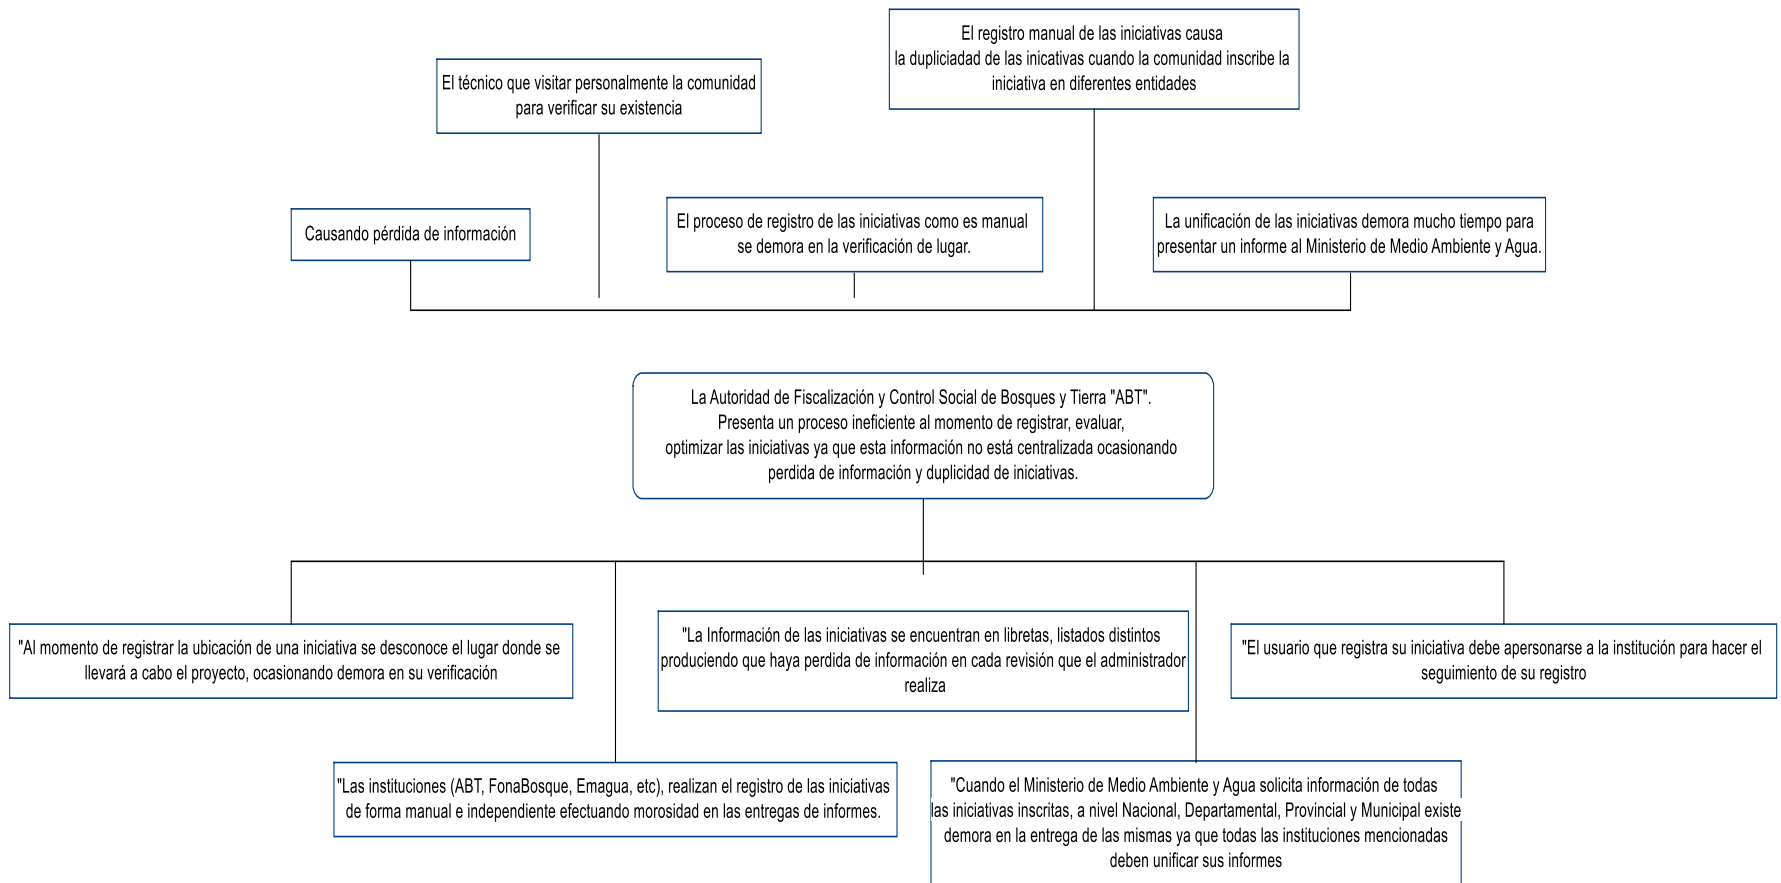 El registro manual de las iniciativas causa
la dupliciadad de las inicativas cuando la comunidad inscribe la
iniciativa en diferentes entidades
El técnico que visitar personalmente la comunidad
para verificar su existencia
Causando pérdida de información
El proceso de registro de las iniciativas como es manual
se demora en la verificación de lugar.
La unificación de las iniciativas demora mucho tiempo para
presentar un informe al Ministerio de Medio Ambiente y Agua.
La Autoridad de Fiscalización y Control Social de Bosques y Tierra "ABT".
Presenta un proceso ineficiente al momento de registrar, evaluar,
optimizar las iniciativas ya que esta información no está centralizada ocasionando
perdida de información y duplicidad de iniciativas.
"Al momento de registrar la ubicación de una iniciativa se desconoce el lugar donde se
llevará a cabo el proyecto, ocasionando demora en su verificación
"La Información de las iniciativas se encuentran en libretas, listados distintos
produciendo que haya perdida de información en cada revisión que el administrador
realiza
"El usuario que registra su iniciativa debe apersonarse a la institución para hacer el
seguimiento de su registro
"Las instituciones (ABT, FonaBosque, Emagua, etc), realizan el registro de las iniciativas
de forma manual e independiente efectuando morosidad en las entregas de informes.
"Cuando el Ministerio de Medio Ambiente y Agua solicita información de todas
las iniciativas inscritas, a nivel Nacional, Departamental, Provincial y Municipal existe
demora en la entrega de las mismas ya que todas las instituciones mencionadas
deben unificar sus informes